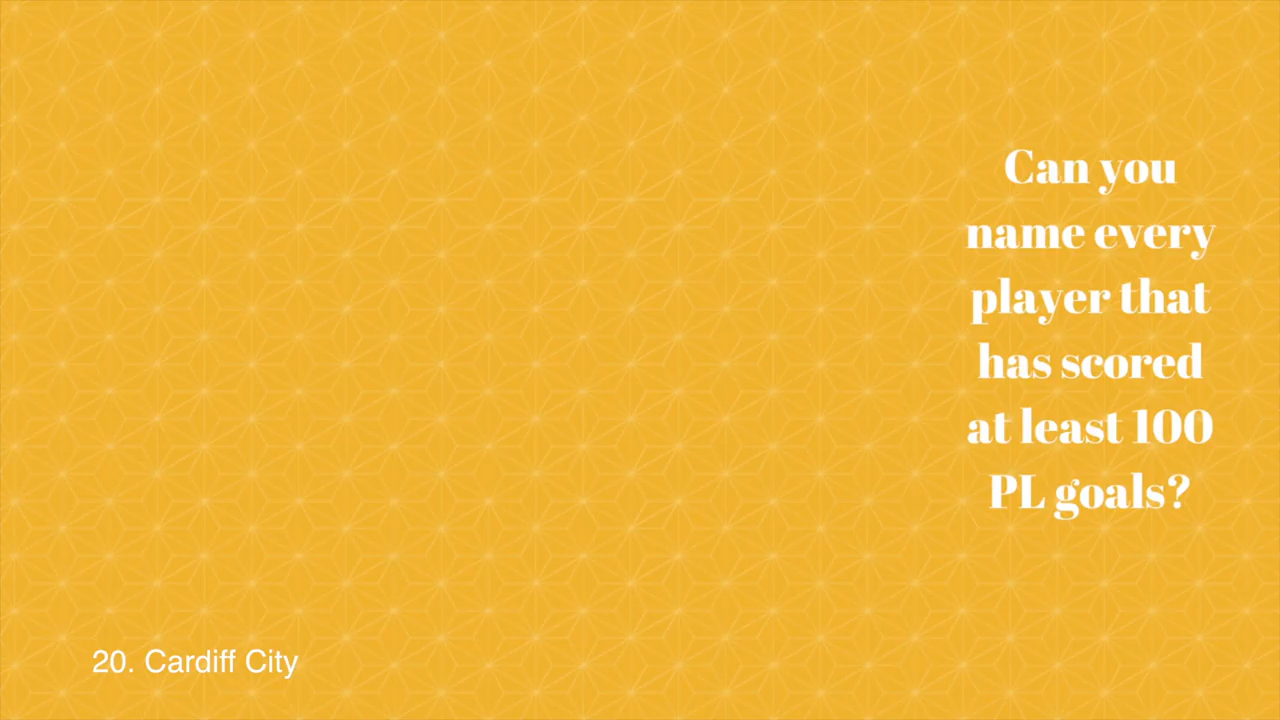 Can you
name every
player that
has scored
at least 100
PL goals?
20. Cardiff City